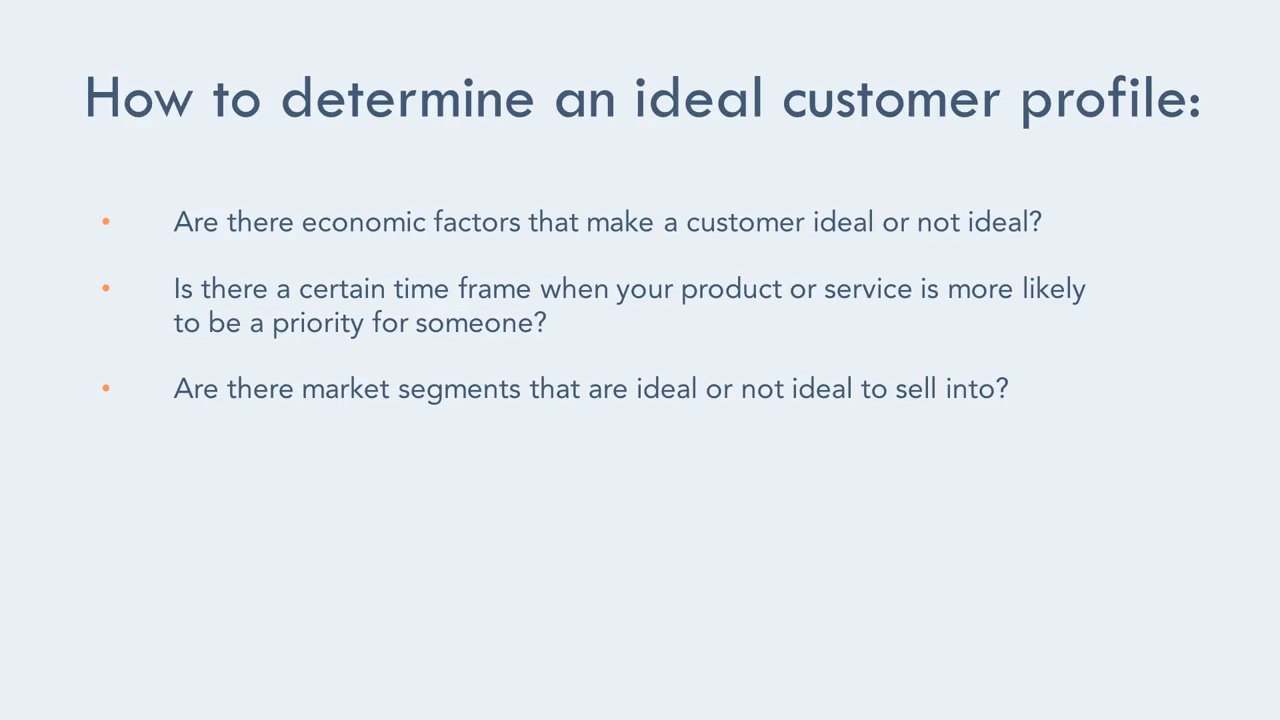 How to determine an ideal customer profile:
• Are there economic factors that make a customer ideal or not ideal?
• Is there a certain time frame when your product or service is more likely
to be a priority for someone?
• Are there market segments that are ideal or not ideal to sell into?